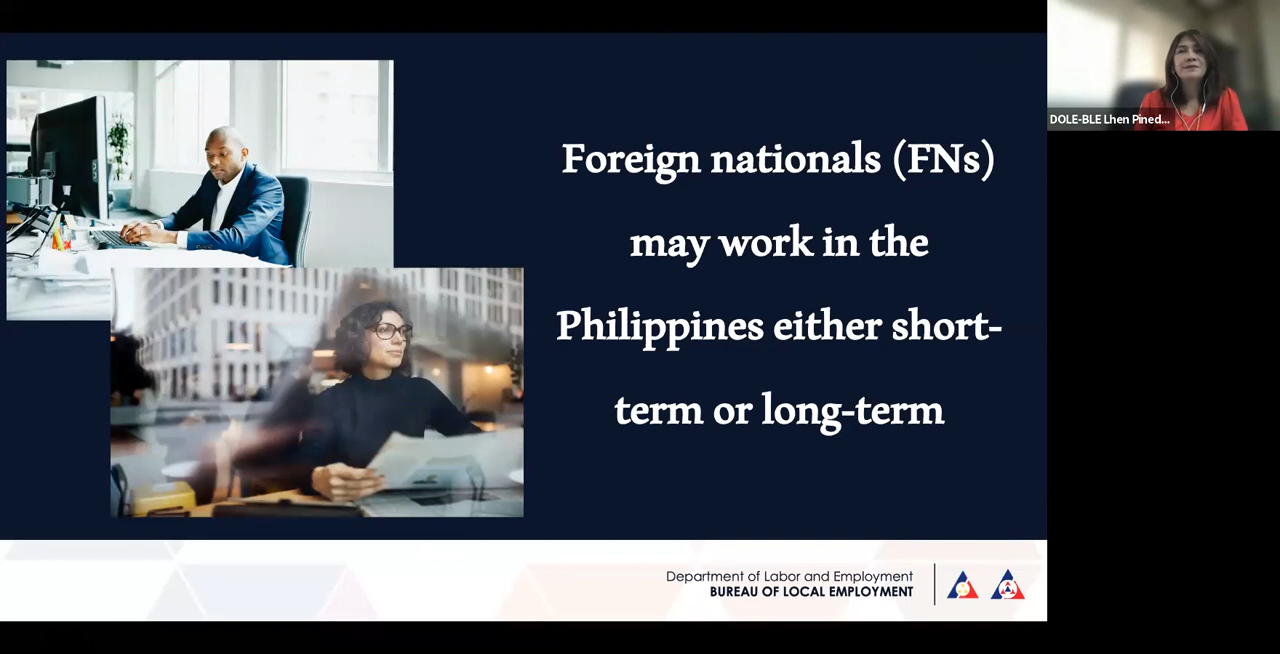 Foreign nationals (FNs)
may work in the
Philippines either short-
term or long-term
DOLE-BLE Lhen Pined...
Department of Labor and Employment
BUREAU OF LOCAL EMPLOYMENT